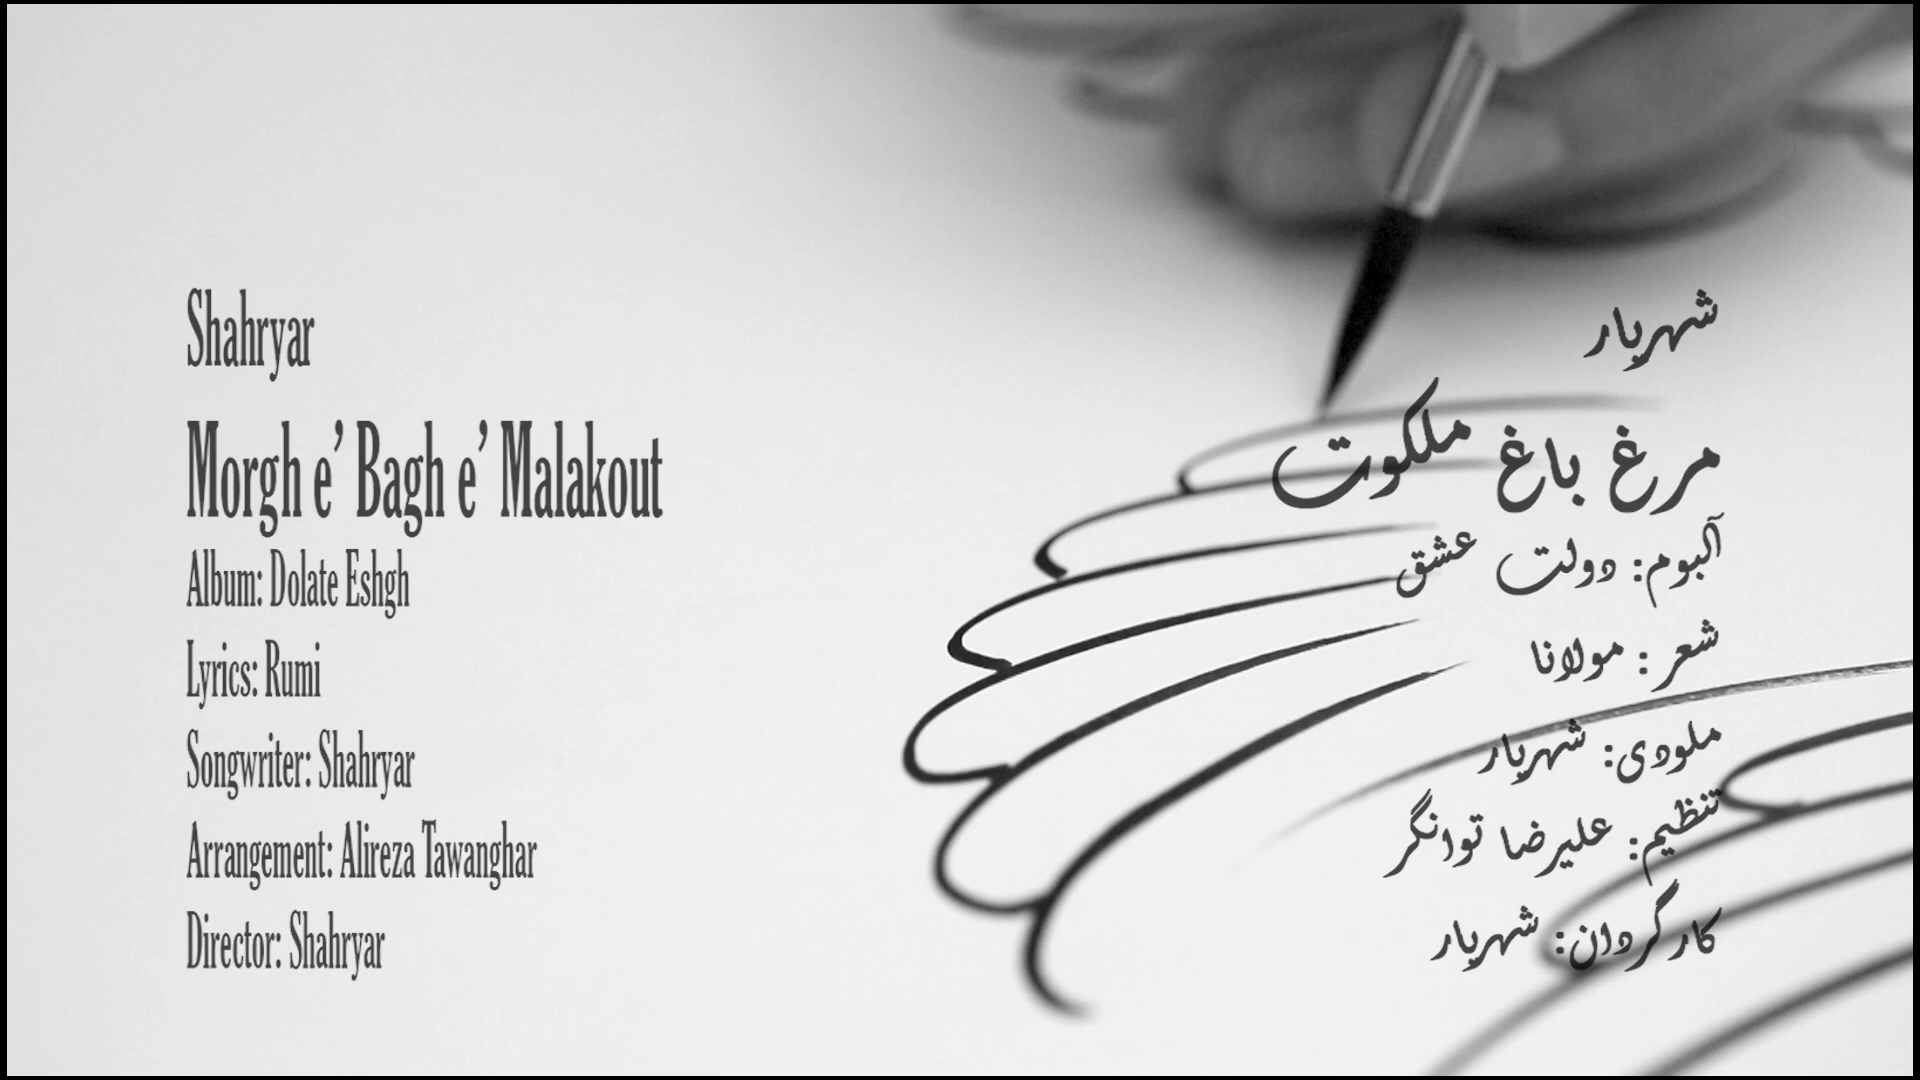 Shahryar
Morgh e’ Bagh e’ Malakout
Album: Dolate Eshgh
Lyrics: Rumi
Songwriter: Shahryar
Arrangement: Alireza Tawanghar
Director: Shahryar
شهریار
مرغ باغ ملکوت
آلبوم: دولت عشق
شعر : مولانا
ملودی: شهریار
تنظیم: علیرضا توانگر
کارگردان: شهریار